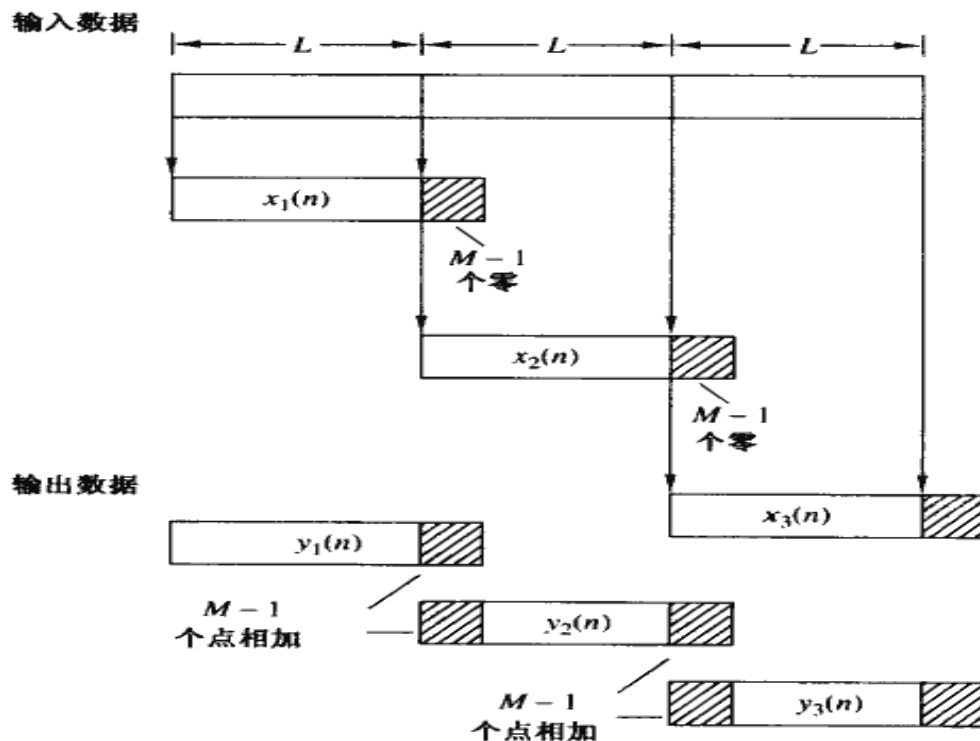 输入数据
L L L
x₁(n)
M − 1
个零
x₂(n)
M − 1
个零
输出数据
x₃(n)
y₁(n)
M − 1
个点相加
y₂(n)
M − 1
个点相加
y₃(n)